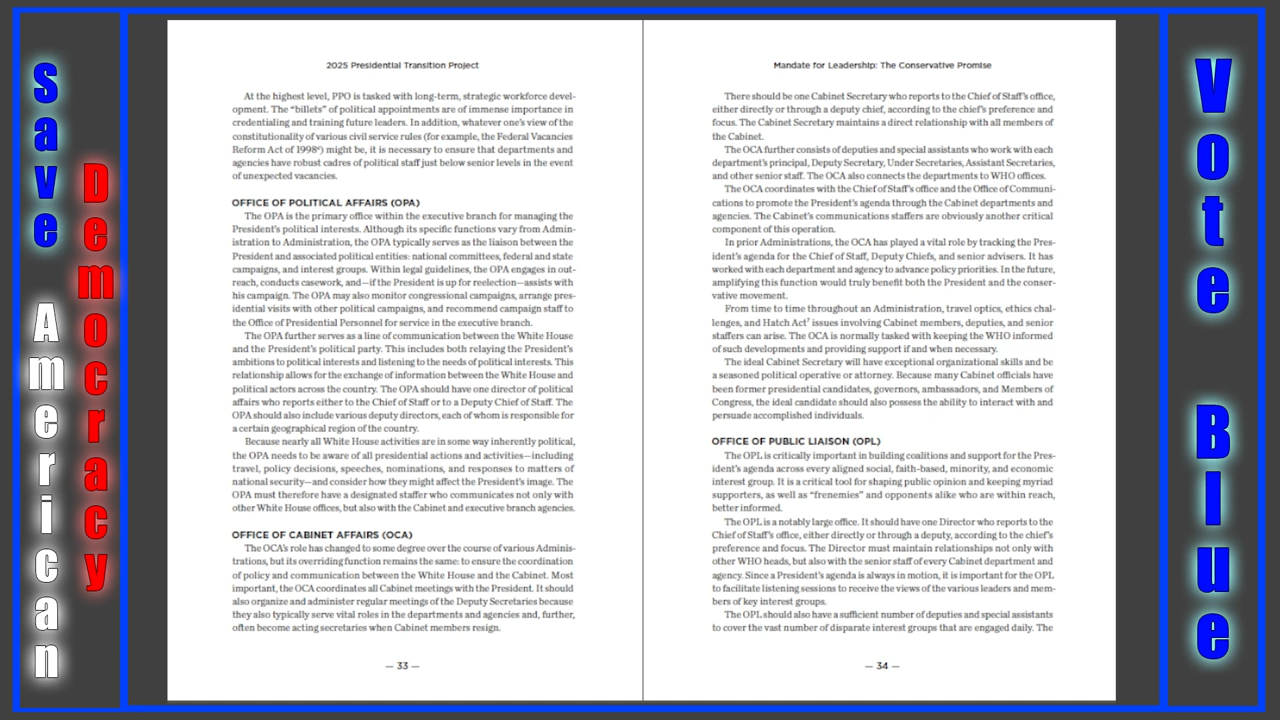 Save American
Democracy
2025 Presidential Transition Project
At the highest level, PPO is tasked with long-term, strategic workforce devel-
opment. The “billets” of political appointments are of immense importance in
credentialing and training future leaders. In addition, whatever one’s view of the
constitutionality of various civil service rules (for example, the Federal Vacancies
Reform Act of 1998⁶) might be, it is necessary to ensure that departments and
agencies have robust cadres of political staff just below senior levels in the event
of unexpected vacancies.
OFFICE OF POLITICAL AFFAIRS (OPA)
The OPA is the primary office within the executive branch for managing the
President’s political interests. Although its specific functions vary from Admin-
istration to Administration, the OPA typically serves as the liaison between the
President and associated political entities: national committees, federal and state
campaigns, and interest groups. Within legal guidelines, the OPA engages in out-
reach, conducts casework, and—if the President is up for reelection—assists with
his campaign. The OPA may also monitor congressional campaigns, arrange pres-
idential visits with other political campaigns, and recommend campaign staff to
the Office of Presidential Personnel for service in the executive branch.
The OPA further serves as a line of communication between the White House
and the President’s political party. This includes both relaying the President’s
ambitions to political interests and listening to the needs of political interests. This
relationship allows for the exchange of information between the White House and
political actors across the country. The OPA should have one director of political
affairs who reports either to the Chief of Staff or to a Deputy Chief of Staff. The
OPA should also include various deputy directors, each of whom is responsible for
a certain geographical region of the country.
Because nearly all White House activities are in some way inherently political,
the OPA needs to be aware of all presidential actions and activities—including
travel, policy decisions, speeches, nominations, and responses to matters of
national security—and consider how they might affect the President’s image. The
OPA must therefore have a designated staffer who communicates not only with
other White House offices, but also with the Cabinet and executive branch agencies.
OFFICE OF CABINET AFFAIRS (OCA)
The OCA’s role has changed to some degree over the course of various Adminis-
trations, but its overriding function remains the same: to ensure the coordination
of policy and communication between the White House and the Cabinet. Most
important, the OCA coordinates all Cabinet meetings with the President. It should
also organize and administer regular meetings of the Deputy Secretaries because
they also typically serve vital roles in the departments and agencies and, further,
often become acting secretaries when Cabinet members resign.
— 33 —
Mandate for Leadership: The Conservative Promise
There should be one Cabinet Secretary who reports to the Chief of Staff’s office,
either directly or through a deputy chief, according to the chief’s preference and
focus. The Cabinet Secretary maintains a direct relationship with all members of
the Cabinet.
The OCA further consists of deputies and special assistants who work with each
department’s principal, Deputy Secretary, Under Secretaries, Assistant Secretaries,
and other senior staff. The OCA also connects the departments to WHO offices.
The OCA coordinates with the Chief of Staff’s office and the Office of Communi-
cations to promote the President’s agenda through the Cabinet departments and
agencies. The Cabinet’s communications staffers are obviously another critical
component of this operation.
In prior Administrations, the OCA has played a vital role by tracking the Pres-
ident’s agenda for the Chief of Staff, Deputy Chiefs, and senior advisers. It has
worked with each department and agency to advance policy priorities. In the future,
amplifying this function would truly benefit both the President and the conser-
vative movement.
From time to time throughout an Administration, travel optics, ethics chal-
lenges, and Hatch Act⁷ issues involving Cabinet members, deputies, and senior
staffers can arise. The OCA is normally tasked with keeping the WHO informed
of such developments and providing support if and when necessary.
The ideal Cabinet Secretary will have exceptional organizational skills and be
a seasoned political operative or attorney. Because many Cabinet officials have
been former presidential candidates, governors, ambassadors, and Members of
Congress, the ideal candidate should also possess the ability to interact with and
persuade accomplished individuals.
OFFICE OF PUBLIC LIAISON (OPL)
The OPL is critically important in building coalitions and support for the Pres-
ident’s agenda across every aligned social, faith-based, minority, and economic
interest group. It is a critical tool for shaping public opinion and keeping myriad
supporters, as well as “frenemies” and opponents alike who are within reach,
better informed.
The OPL is a notably large office. It should have one Director who reports to the
Chief of Staff’s office, either directly or through a deputy, according to the chief’s
preference and focus. The Director must maintain relationships not only with
other WHO heads, but also with the senior staff of every Cabinet department and
agency. Since a President’s agenda is always in motion, it is important for the OPL
to facilitate listening sessions to receive the views of the various leaders and mem-
bers of key interest groups.
The OPL should also have a sufficient number of deputies and special assistants
to cover the vast number of disparate interest groups that are engaged daily. The
— 34 —
Vote Blue